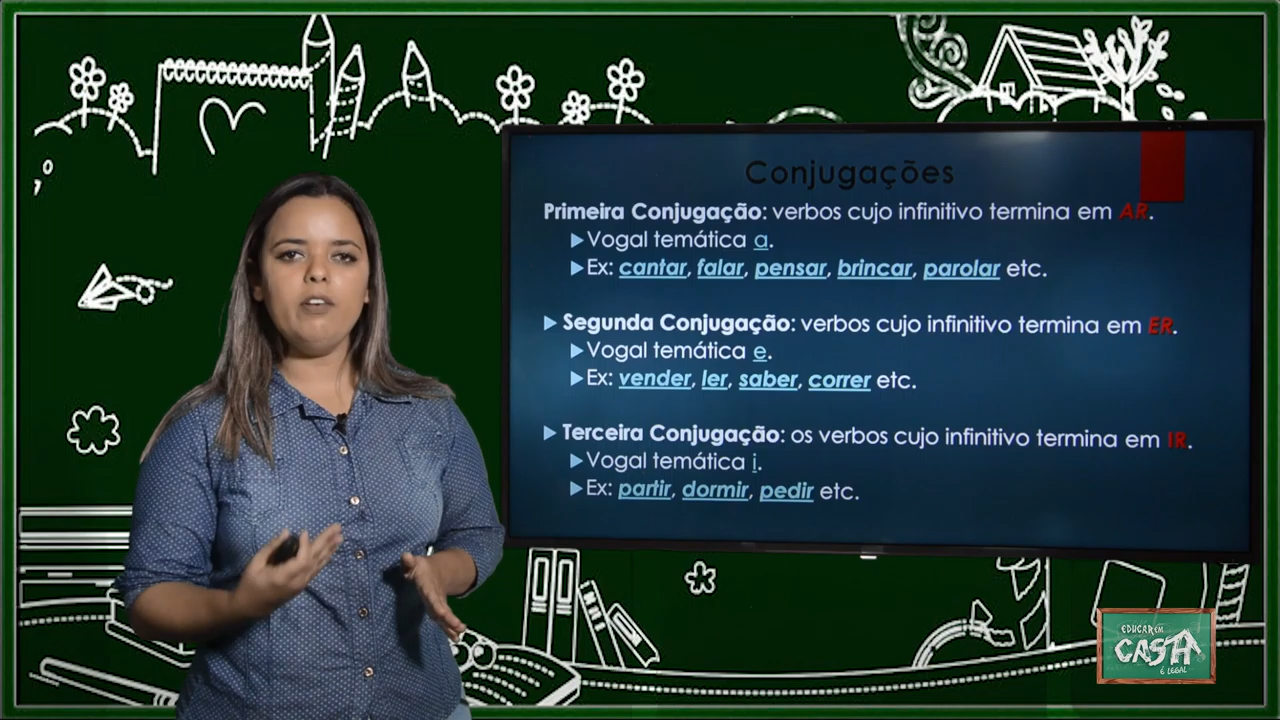 Conjugações
Primeira Conjugação: verbos cujo infinitivo termina em AR.
Vogal temática a.
Ex: cantar, falar, pensar, brincar, parolar etc.
Segunda Conjugação: verbos cujo infinitivo termina em ER.
Vogal temática e.
Ex: vender, ler, saber, correr etc.
Terceira Conjugação: os verbos cujo infinitivo termina em IR.
Vogal temática i.
Ex: partir, dormir, pedir etc.
EDUCAR EM
CASA
É LEGAL